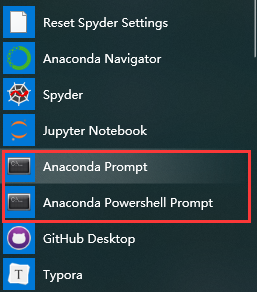 Reset Spyder Settings
Anaconda Navigator
Spyder
Jupyter Notebook
Anaconda Prompt
Anaconda Powershell Prompt
GitHub Desktop
T Typora